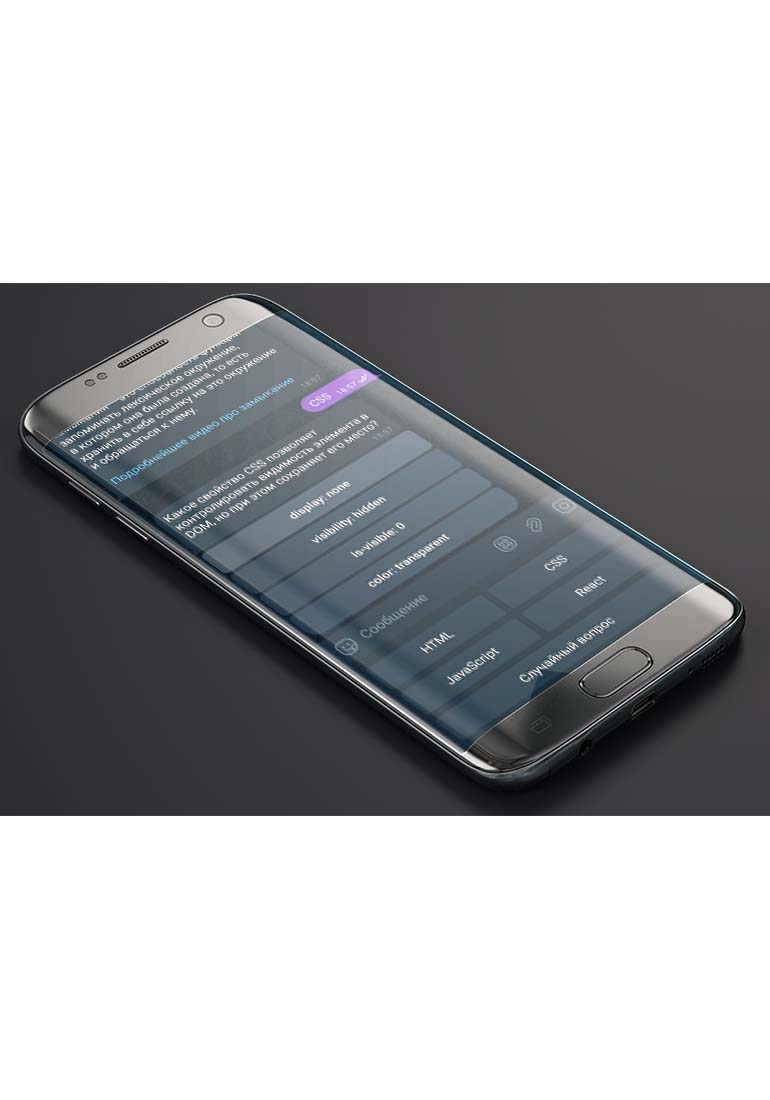 запоминать лексическое окружение,
в котором она была создана, то есть
хранить в себе ссылку на это окружение
и обращаться к нему.
Подробнейшее видео про замыкание
18:57
CSS 18:57
Какое свойство CSS позволяет
контролировать видимость элемента в
DOM, но при этом сохраняет его место?
18:57
display: none
visibility: hidden
is-visible: 0
color: transparent
Сообщение
HTML
CSS
JavaScript
React
Случайный вопрос